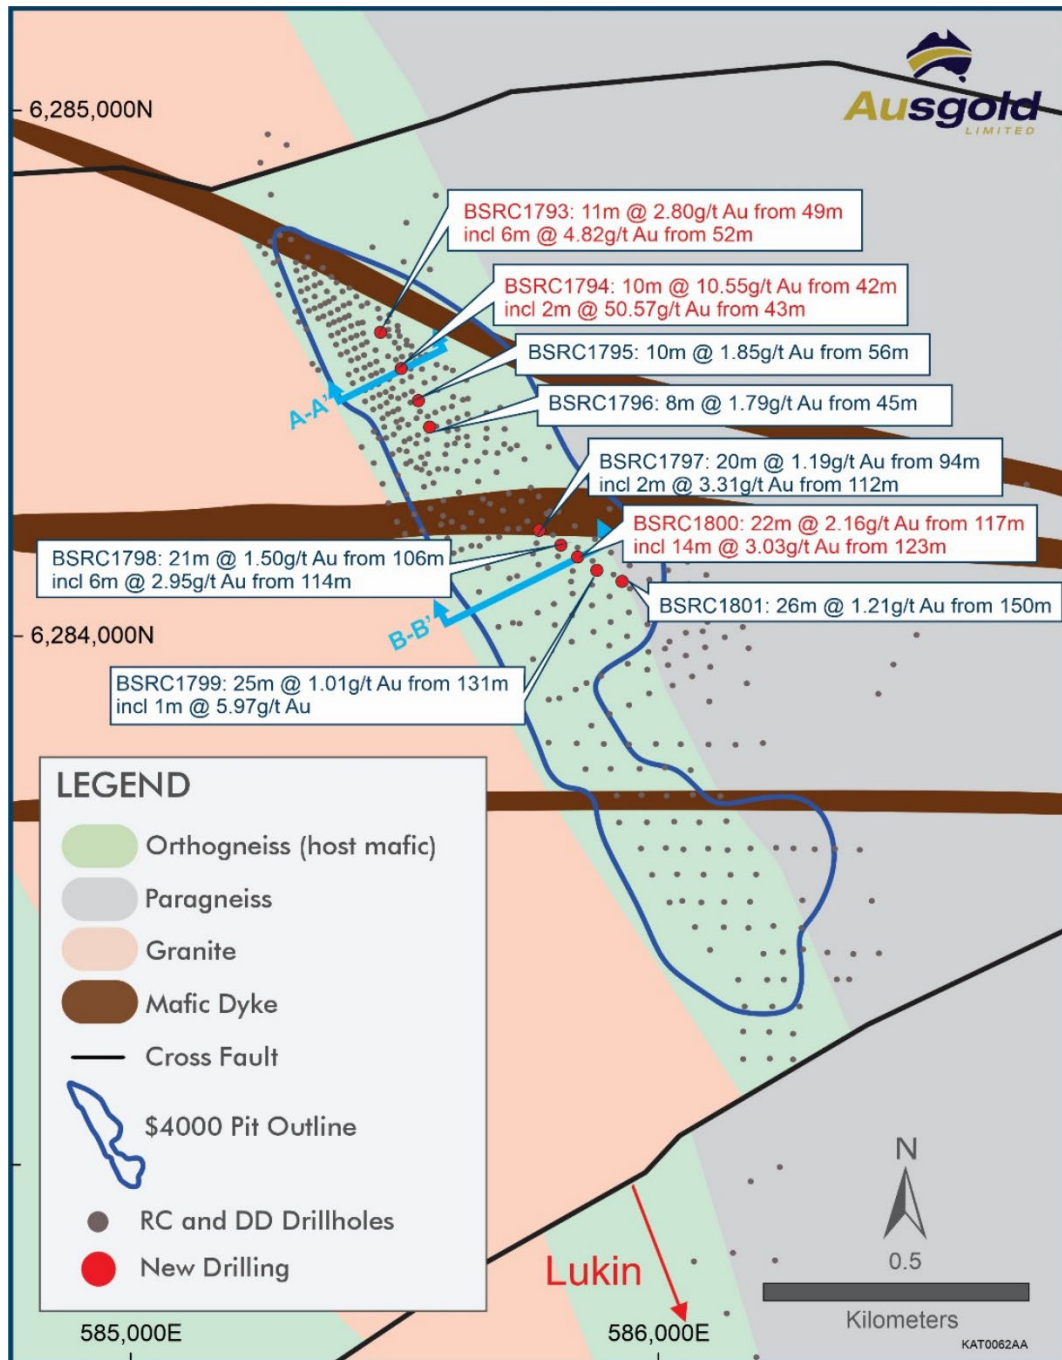 Ausgold
LIMITED
6,285,000N
BSRC1793: 11m @ 2.80g/t Au from 49m
incl 6m @ 4.82g/t Au from 52m
BSRC1794: 10m @ 10.55g/t Au from 42m
incl 2m @ 50.57g/t Au from 43m
BSRC1795: 10m @ 1.85g/t Au from 56m
A-A'
BSRC1796: 8m @ 1.79g/t Au from 45m
BSRC1797: 20m @ 1.19g/t Au from 94m
incl 2m @ 3.31g/t Au from 112m
BSRC1800: 22m @ 2.16g/t Au from 117m
incl 14m @ 3.03g/t Au from 123m
BSRC1798: 21m @ 1.50g/t Au from 106m
incl 6m @ 2.95g/t Au from 114m
BSRC1801: 26m @ 1.21g/t Au from 150m
B-B'
6,284,000N
BSRC1799: 25m @ 1.01g/t Au from 131m
incl 1m @ 5.97g/t Au
LEGEND
Orthogneiss (host mafic)
Paragneiss
Granite
Mafic Dyke
Cross Fault
$4000 Pit Outline
RC and DD Drillholes
New Drilling
Lukin
N
0.5
Kilometers
585,000E
586,000E
KAT0062AA